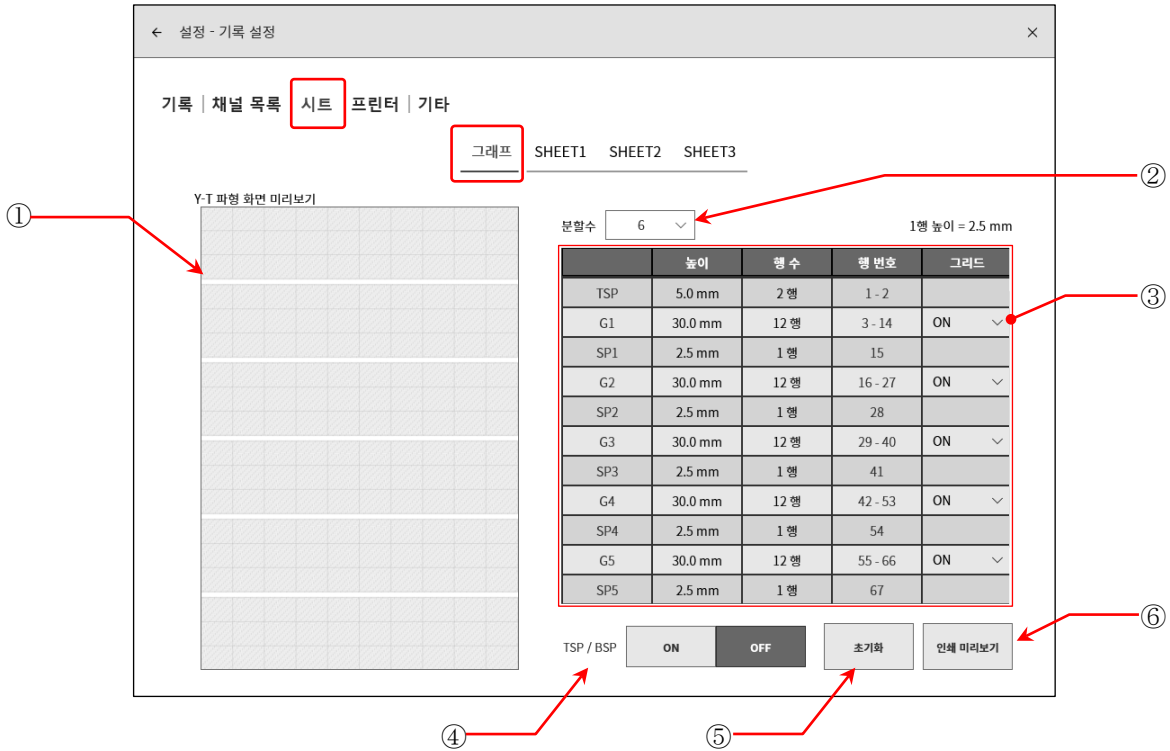 ← 설정 - 기록 설정 ×
기록 | 채널 목록 | 시트 | 프린터 | 기타
그래프 SHEET1 SHEET2 SHEET3
②
①
Y-T 파형 화면 미리보기
분할수 6 1행 높이 = 2.5 mm
높이 행 수 행 번호 그리드
TSP 5.0 mm 2 행 1 - 2
③
G1 30.0 mm 12 행 3 - 14 ON
SP1 2.5 mm 1 행 15
G2 30.0 mm 12 행 16 - 27 ON
SP2 2.5 mm 1 행 28
G3 30.0 mm 12 행 29 - 40 ON
SP3 2.5 mm 1 행 41
G4 30.0 mm 12 행 42 - 53 ON
SP4 2.5 mm 1 행 54
G5 30.0 mm 12 행 55 - 66 ON
SP5 2.5 mm 1 행 67
⑥
TSP / BSP ON OFF 초기화 인쇄 미리보기
④ ⑤